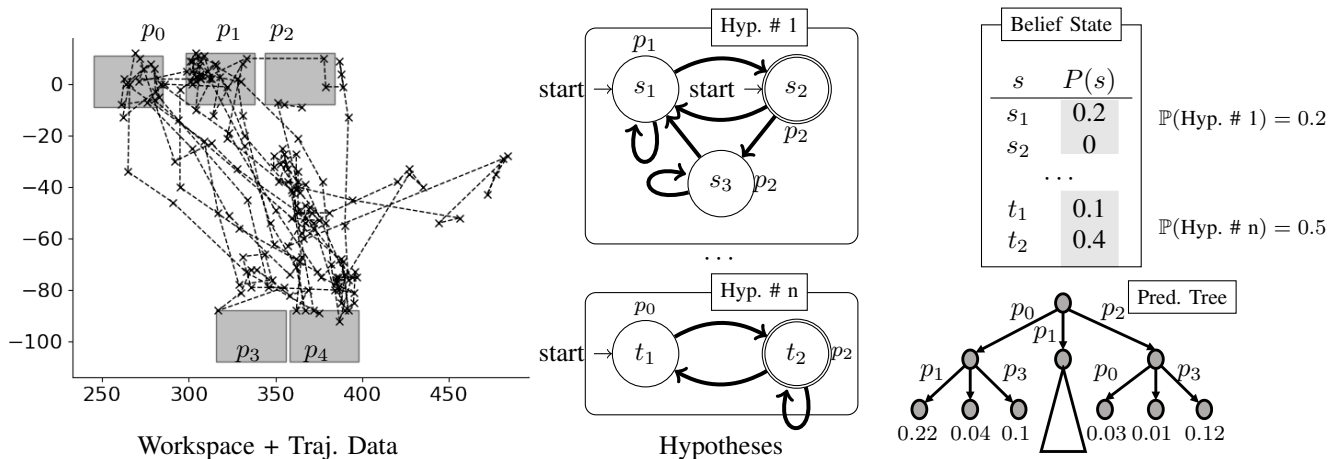 p₀ p₁ p₂
0
−20
−40
−60
−80
−100
p₃ p₄
250 300 350 400 450
Workspace + Traj. Data
Hyp. # 1
p₁
start s₁ start s₂
p₂
s₃ p₂
...
Hyp. # n
p₀
start t₁ t₂ p₂
Hypotheses
Belief State
s P(s)
s₁ 0.2
s₂ 0
...
t₁ 0.1
t₂ 0.4
ℙ(Hyp. # 1) = 0.2
ℙ(Hyp. # n) = 0.5
Pred. Tree
p₀ p₁ p₂
p₁ p₃ p₀ p₃
0.22 0.04 0.1 0.03 0.01 0.12